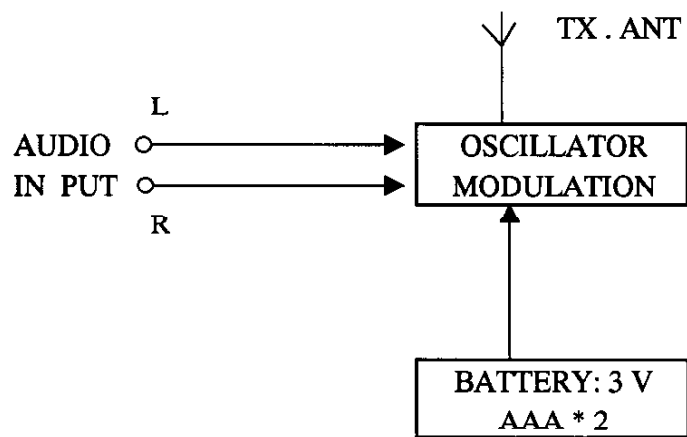 TX . ANT
L
AUDIO
IN PUT
R
OSCILLATOR
MODULATION
BATTERY: 3 V
AAA * 2